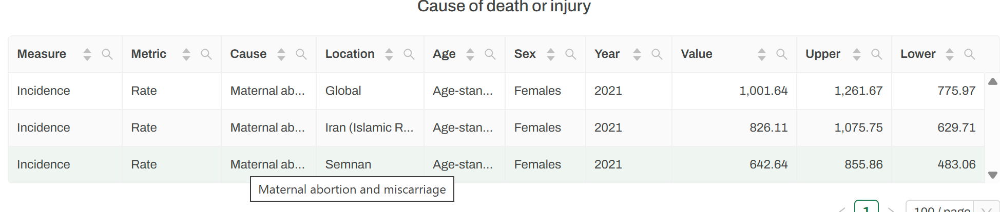 Cause of death or injury
Measure Metric Cause Location Age Sex Year Value Upper Lower
Incidence Rate Maternal ab... Global Age-stan... Females 2021 1,001.64 1,261.67 775.97
Incidence Rate Maternal ab... Iran (Islamic R... Age-stan... Females 2021 826.11 1,075.75 629.71
Incidence Rate Maternal ab... Semnan Age-stan... Females 2021 642.64 855.86 483.06
Maternal abortion and miscarriage
1 100 / page